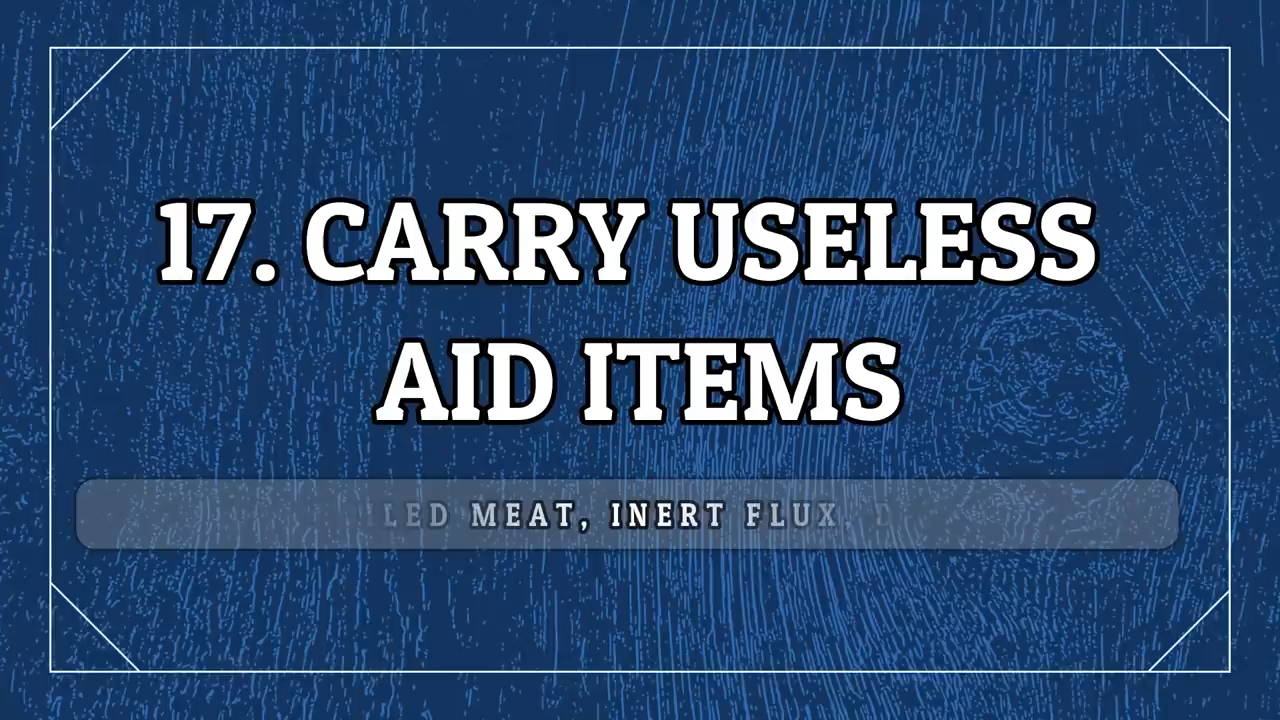 17. CARRY USELESS
AID ITEMS
MEAT, INERT FLUX